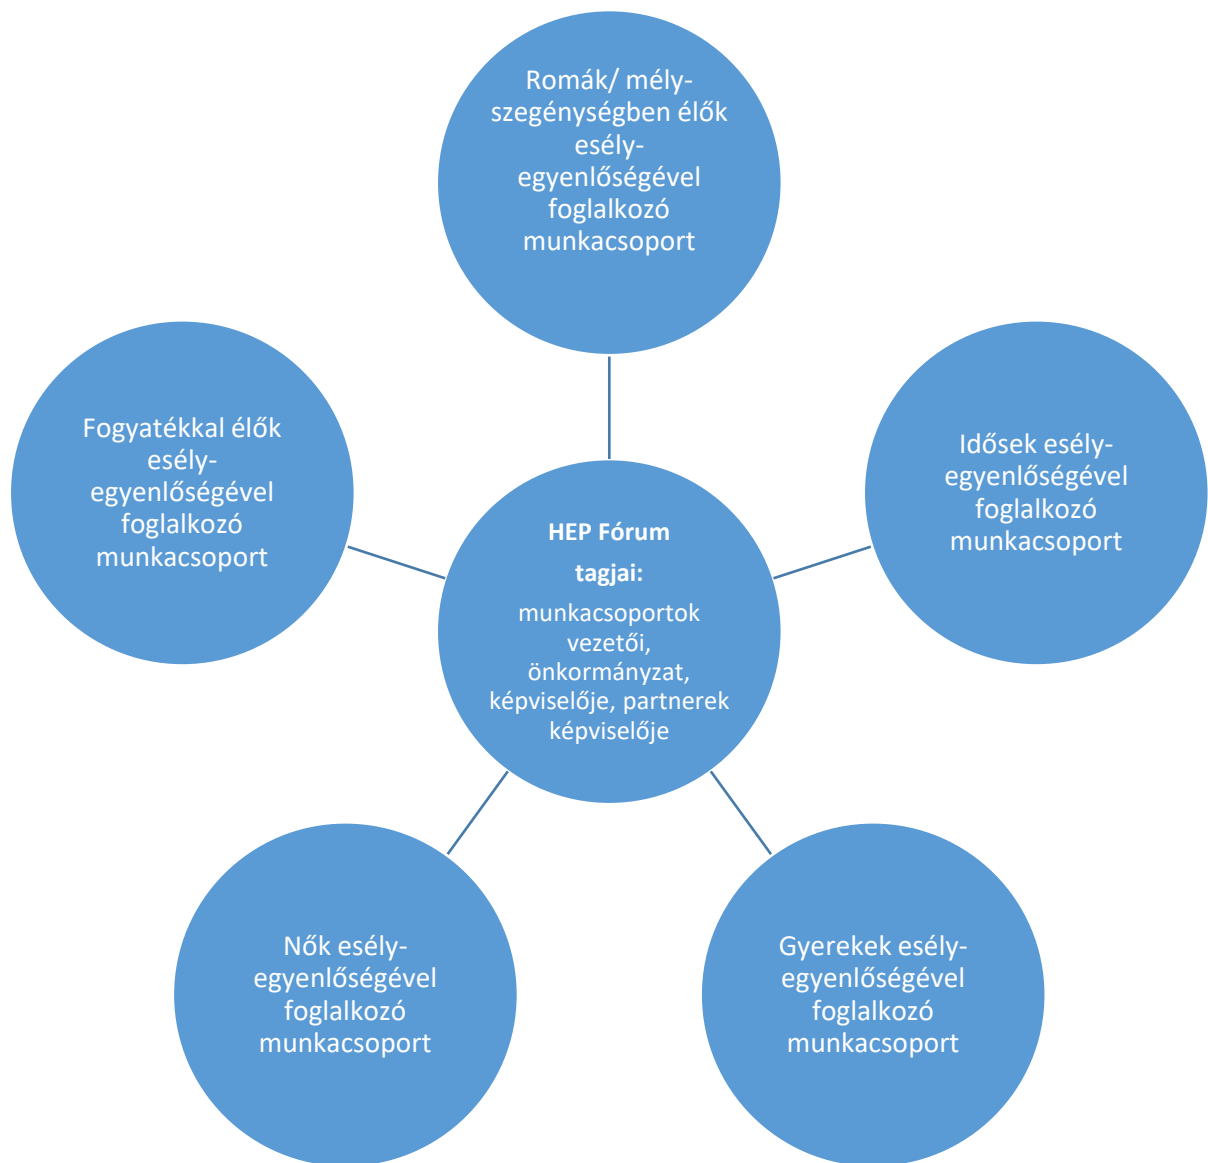 Romák/ mély-
szegénységben élők
esély-
egyenlőségével
foglalkozó
munkacsoport
Fogyatékkal élők
esély-
egyenlőségével
foglalkozó
munkacsoport
Idősek esély-
egyenlőségével
foglalkozó
munkacsoport
HEP Fórum
tagjai:
munkacsoportok
vezetői,
önkormányzat,
képviselője, partnerek
képviselője
Nők esély-
egyenlőségével
foglalkozó
munkacsoport
Gyerekek esély-
egyenlőségével
foglalkozó
munkacsoport